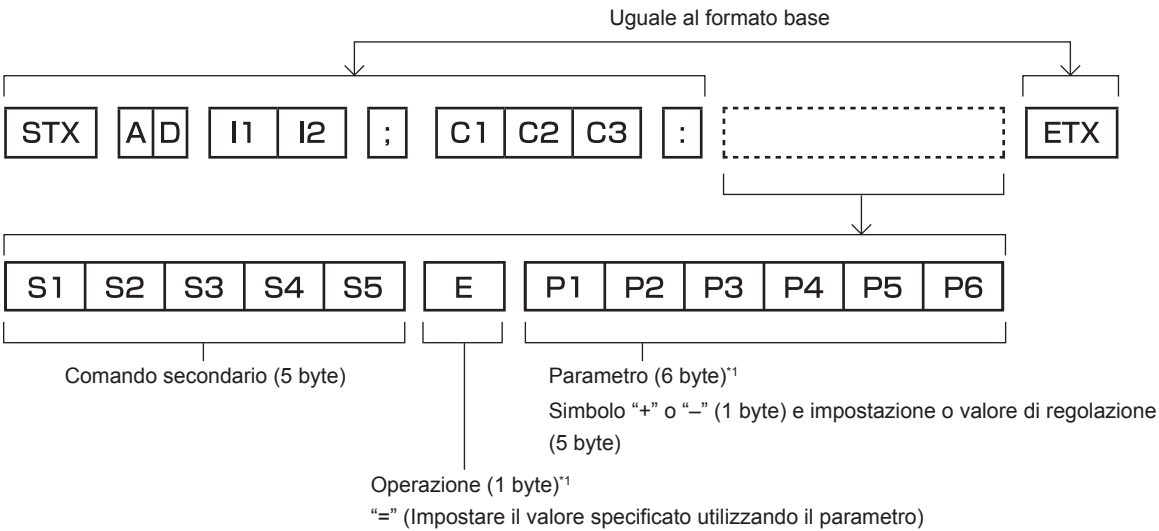 Uguale al formato base
STX A D I1 I2 ; C1 C2 C3 : ETX
S1 S2 S3 S4 S5 E P1 P2 P3 P4 P5 P6
Comando secondario (5 byte)
Parametro (6 byte)*1
Simbolo “+” o “–” (1 byte) e impostazione o valore di regolazione
(5 byte)
Operazione (1 byte)*1
“=” (Impostare il valore specificato utilizzando il parametro)